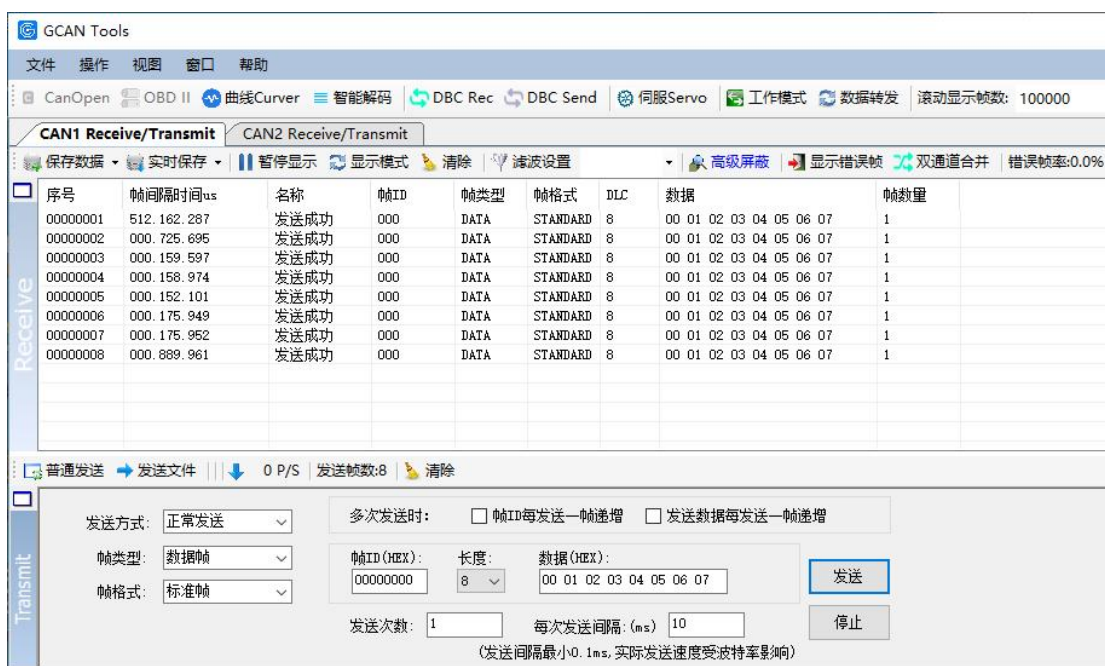 GCAN Tools
文件 操作 视图 窗口 帮助
CanOpen OBD II 曲线Curver 智能解码 DBC Rec DBC Send 伺服Servo 工作模式 数据转发 滚动显示帧数: 100000
CAN1 Receive/Transmit CAN2 Receive/Transmit
保存数据 实时保存 暂停显示 显示模式 清除 滤波设置 高级屏蔽 显示错误帧 双通道合并 错误帧率:0.0%
序号 帧间隔时间us 名称 帧ID 帧类型 帧格式 DLC 数据 帧数量
00000001 512.162.287 发送成功 000 DATA STANDARD 8 00 01 02 03 04 05 06 07 1
00000002 000.725.695 发送成功 000 DATA STANDARD 8 00 01 02 03 04 05 06 07 1
00000003 000.159.597 发送成功 000 DATA STANDARD 8 00 01 02 03 04 05 06 07 1
00000004 000.158.974 发送成功 000 DATA STANDARD 8 00 01 02 03 04 05 06 07 1
00000005 000.152.101 发送成功 000 DATA STANDARD 8 00 01 02 03 04 05 06 07 1
00000006 000.175.949 发送成功 000 DATA STANDARD 8 00 01 02 03 04 05 06 07 1
00000007 000.175.952 发送成功 000 DATA STANDARD 8 00 01 02 03 04 05 06 07 1
00000008 000.889.961 发送成功 000 DATA STANDARD 8 00 01 02 03 04 05 06 07 1
Receive
普通发送 发送文件 0 P/S 发送帧数:8 清除
发送方式: 正常发送 多次发送时: 帧ID每发送一帧递增 发送数据每发送一帧递增
帧类型: 数据帧 帧ID(HEX): 长度: 数据(HEX):
帧格式: 标准帧 00000000 8 00 01 02 03 04 05 06 07 发送
发送次数: 1 每次发送间隔:(ms) 10 停止
(发送间隔最小0.1ms,实际发送速度受波特率影响)
Transmit